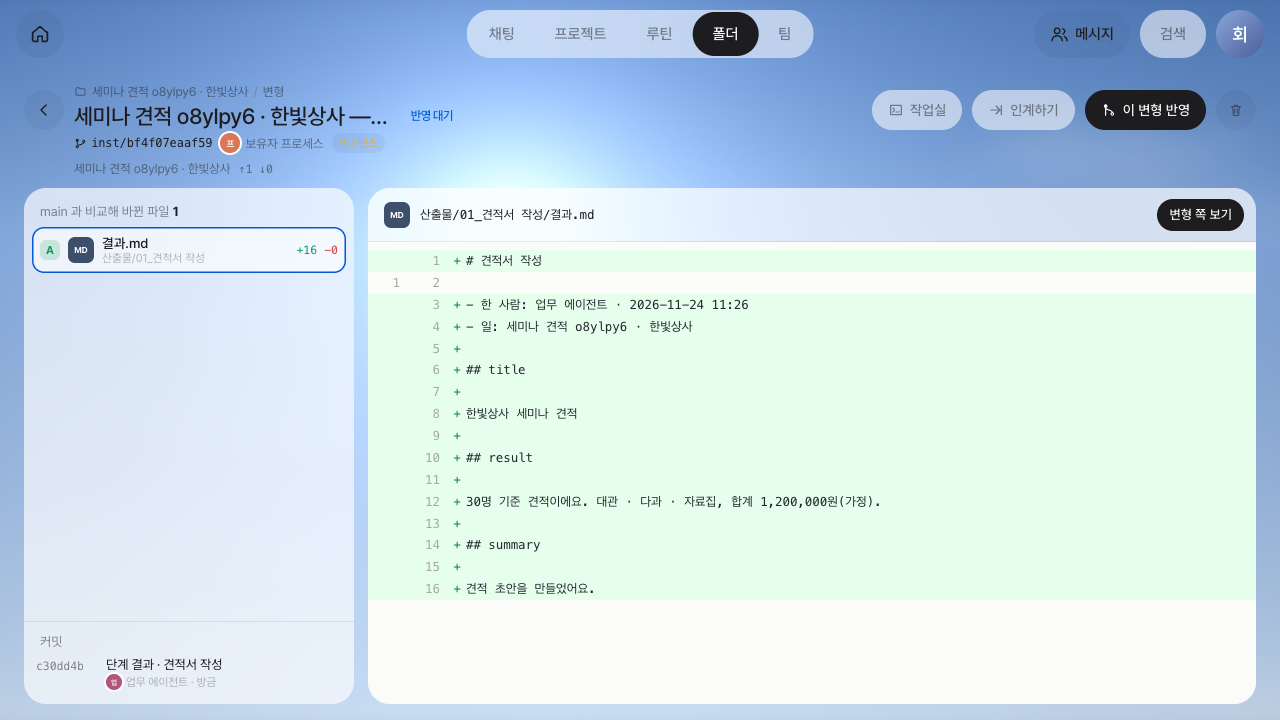 채팅
프로젝트
루틴
폴더
팀
메시지
검색
회
세미나 견적 o8ylpy6 · 한빛상사 / 변형
세미나 견적 o8ylpy6 · 한빛상사 —...
반영 대기
작업실
인계하기
이 변형 반영
inst/bf4f07eaaf59
프
보유자 프로세스
인스턴스
세미나 견적 o8ylpy6 · 한빛상사 ↑1 ↓0
main 과 비교해 바뀐 파일 1
A
MD
결과.md
산출물/01_견적서 작성
+16 −0
커밋
c30dd4b
단계 결과 · 견적서 작성
업
업무 에이전트 · 방금
MD
산출물/01_견적서 작성/결과.md
변형 쪽 보기
1 + # 견적서 작성
1 2
3 + - 한 사람: 업무 에이전트 · 2026-11-24 11:26
4 + - 일: 세미나 견적 o8ylpy6 · 한빛상사
5 +
6 + ## title
7 +
8 + 한빛상사 세미나 견적
9 +
10 + ## result
11 +
12 + 30명 기준 견적이에요. 대관 · 다과 · 자료집, 합계 1,200,000원(가정).
13 +
14 + ## summary
15 +
16 + 견적 초안을 만들었어요.